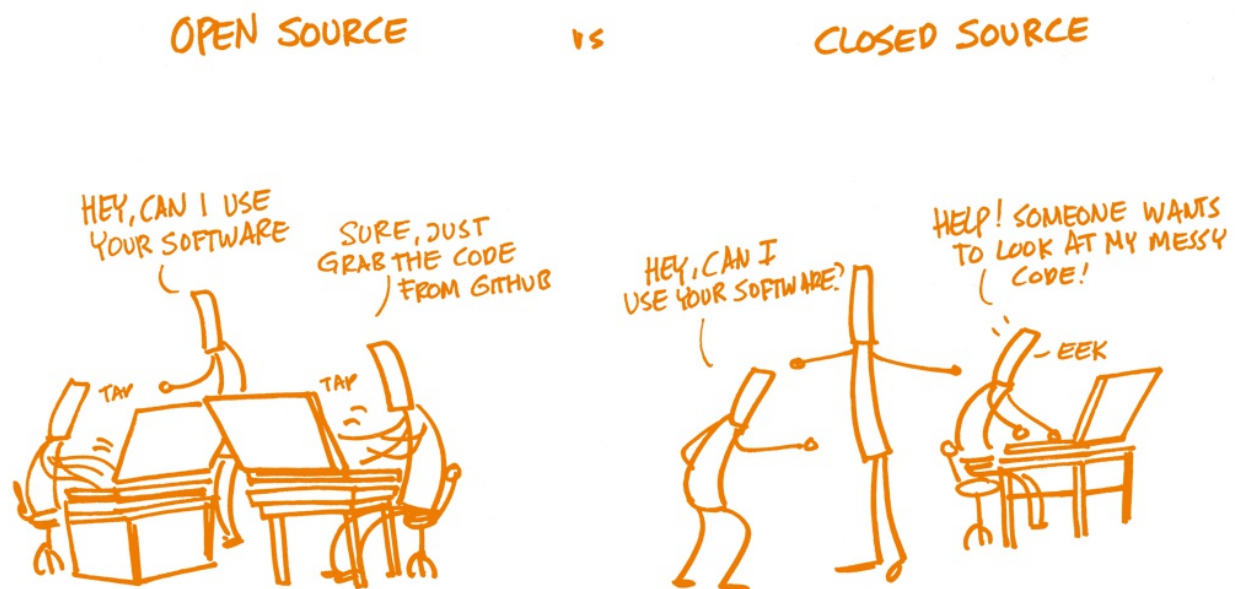 OPEN SOURCE
vs
CLOSED SOURCE
HEY, CAN I USE
YOUR SOFTWARE
SURE, JUST
GRAB THE CODE
FROM GITHUB
TAP
TAP
HEY, CAN I
USE YOUR SOFTWARE?
HELP! SOMEONE WANTS
TO LOOK AT MY MESSY
CODE!
EEK